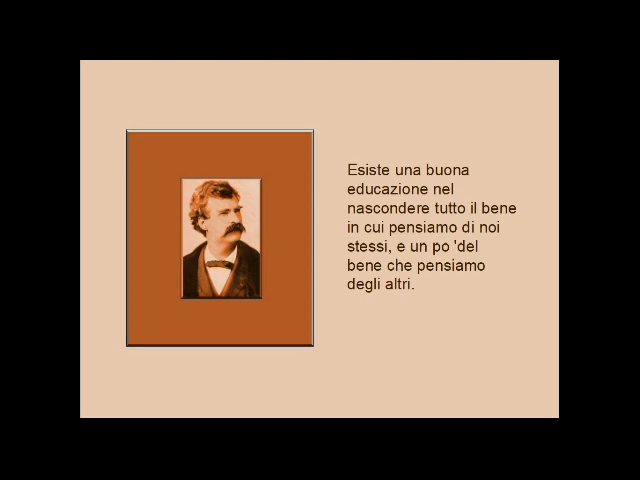 Esiste una buona
educazione nel
nascondere tutto il bene
in cui pensiamo di noi
stessi, e un po 'del
bene che pensiamo
degli altri.